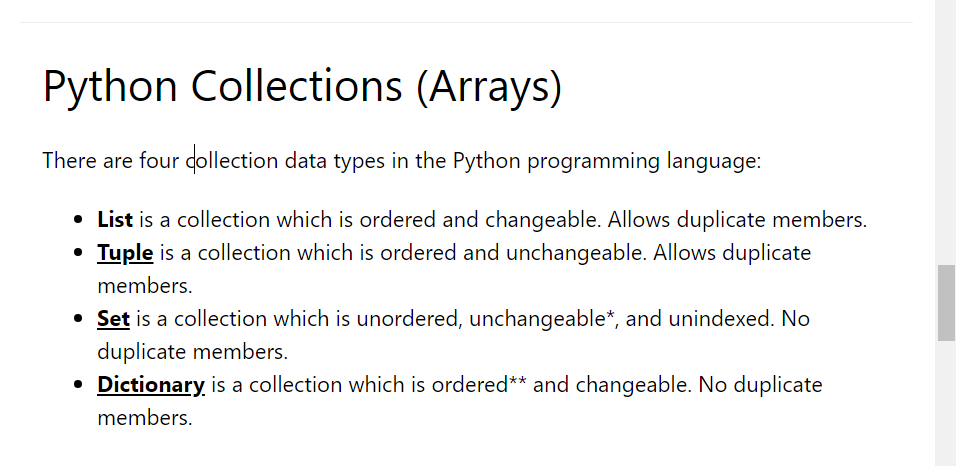 Python Collections (Arrays)
There are four collection data types in the Python programming language:
List is a collection which is ordered and changeable. Allows duplicate members.
Tuple is a collection which is ordered and unchangeable. Allows duplicate
members.
Set is a collection which is unordered, unchangeable*, and unindexed. No
duplicate members.
Dictionary is a collection which is ordered** and changeable. No duplicate
members.